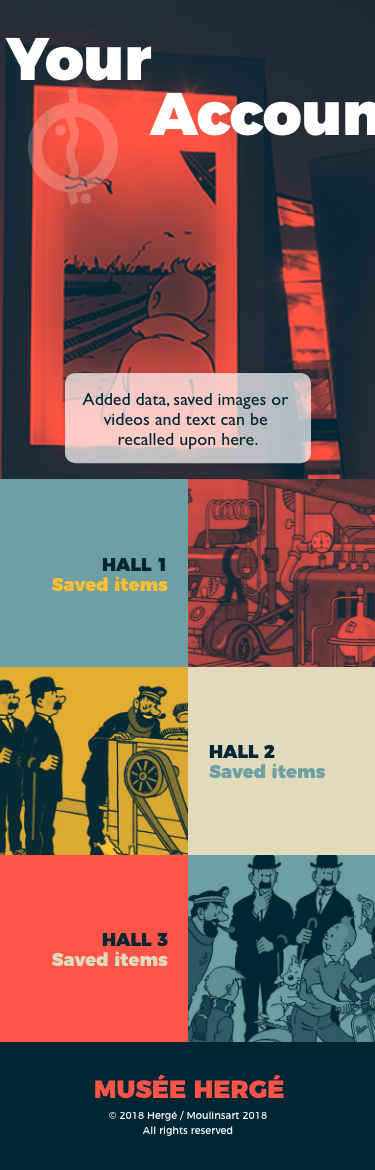 Your
Accoun
Added data, saved images or
videos and text can be
recalled upon here.
HALL 1
Saved items
HALL 2
Saved items
HALL 3
Saved items
MUSÉE HERGÉ
© 2018 Hergé / Moulinsart 2018
All rights reserved